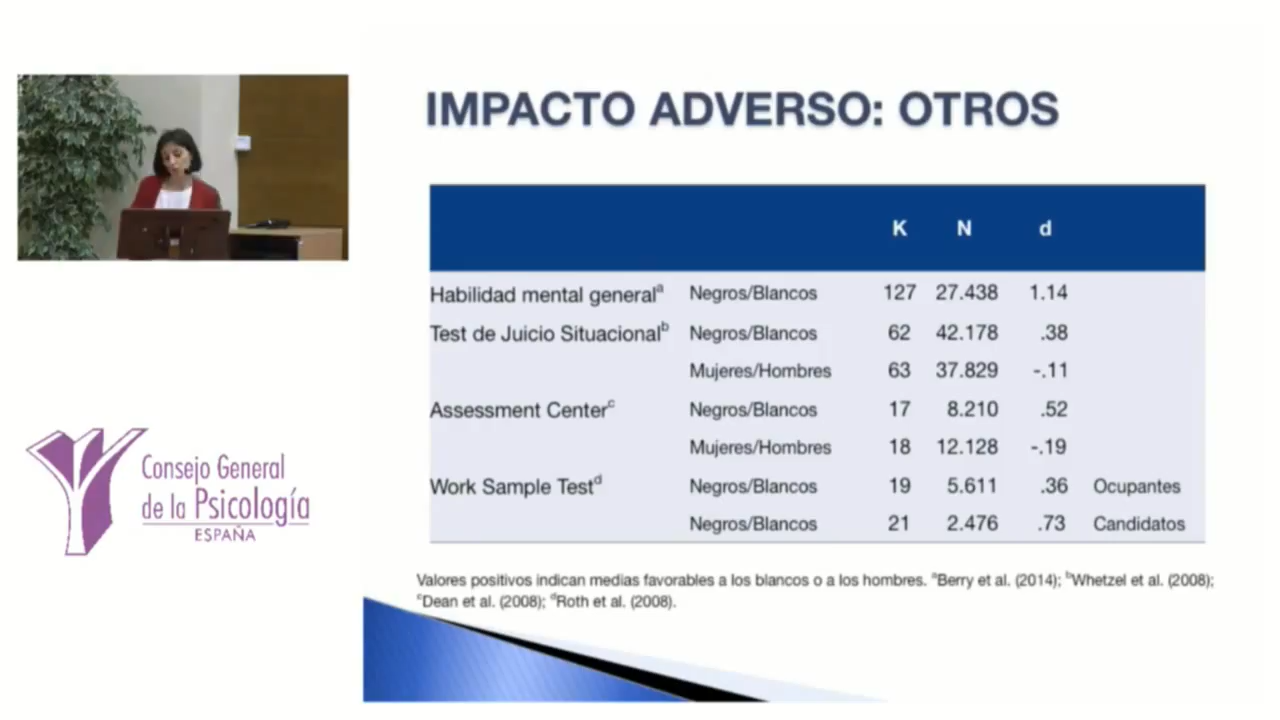 IMPACTO ADVERSO: OTROS
K N d
Habilidad mental generalᵃ Negros/Blancos 127 27.438 1.14
Test de Juicio Situacionalᵇ Negros/Blancos 62 42.178 .38
Mujeres/Hombres 63 37.829 -.11
Assessment Centerᶜ Negros/Blancos 17 8.210 .52
Mujeres/Hombres 18 12.128 -.19
Work Sample Testᵈ Negros/Blancos 19 5.611 .36 Ocupantes
Negros/Blancos 21 2.476 .73 Candidatos
Valores positivos indican medias favorables a los blancos o a los hombres. ᵃBerry et al. (2014); ᵇWhetzel et al. (2008);
ᶜDean et al. (2008); ᵈRoth et al. (2008).
Consejo General
de la Psicología
ESPAÑA